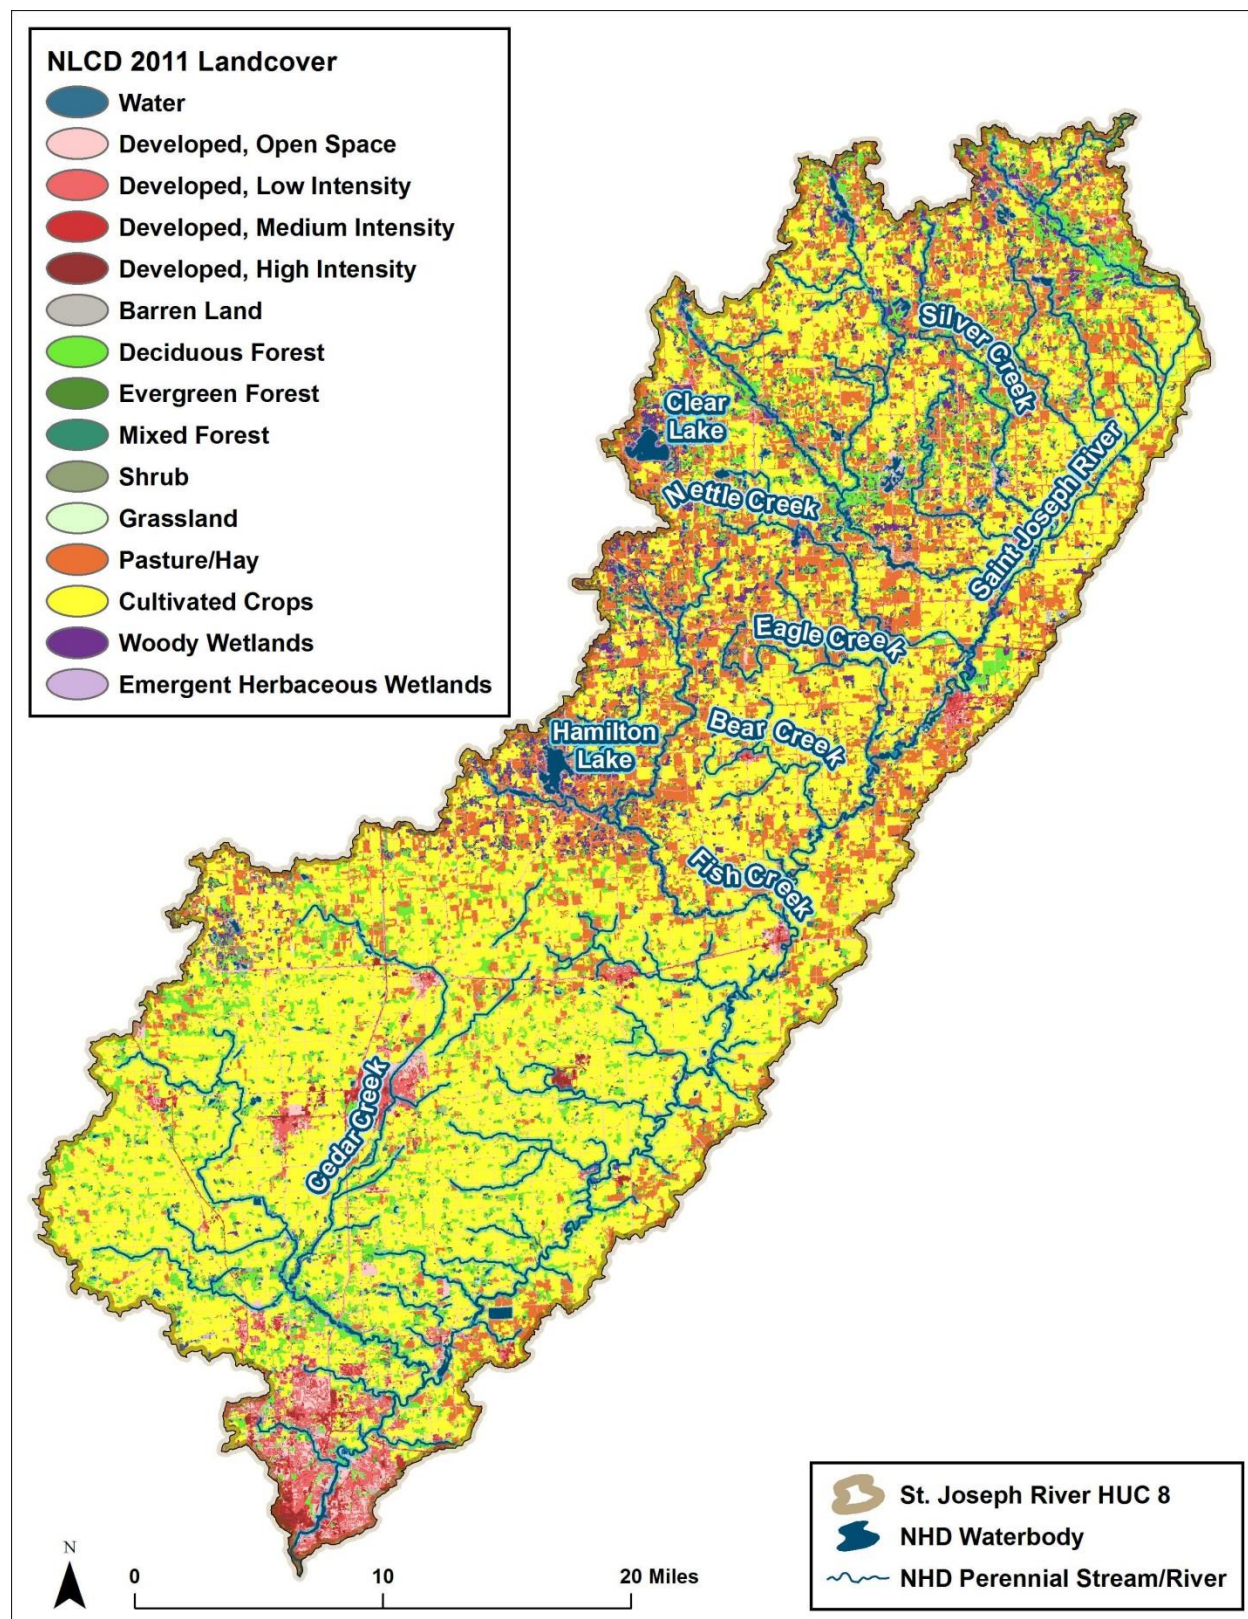 NLCD 2011 Landcover
Water
Developed, Open Space
Developed, Low Intensity
Developed, Medium Intensity
Developed, High Intensity
Barren Land
Deciduous Forest
Evergreen Forest
Mixed Forest
Shrub
Grassland
Pasture/Hay
Cultivated Crops
Woody Wetlands
Emergent Herbaceous Wetlands
Silver Creek
Clear
Lake
Nettle Creek
Saint Joseph River
Eagle Creek
Bear Creek
Hamilton
Lake
Fish Creek
Cedar Creek
St. Joseph River HUC 8
NHD Waterbody
NHD Perennial Stream/River
N
0 10 20 Miles